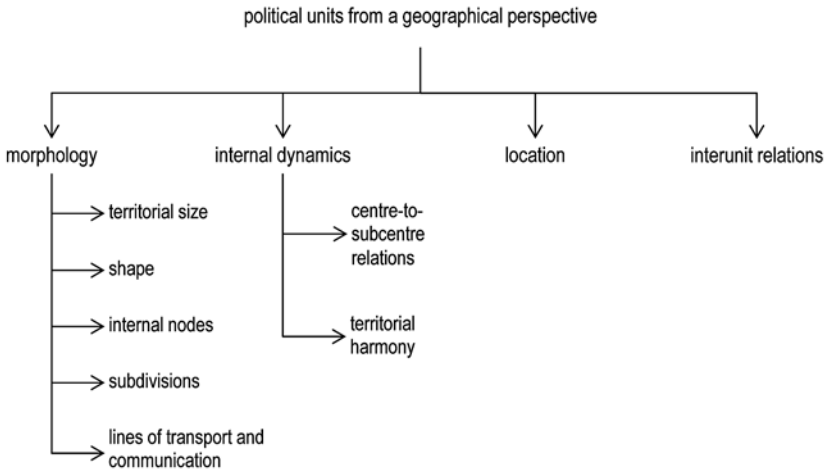 political units from a geographical perspective
morphology
internal dynamics
location
interunit relations
territorial size
shape
internal nodes
subdivisions
lines of transport and
communication
centre-to-
subcentre
relations
territorial
harmony